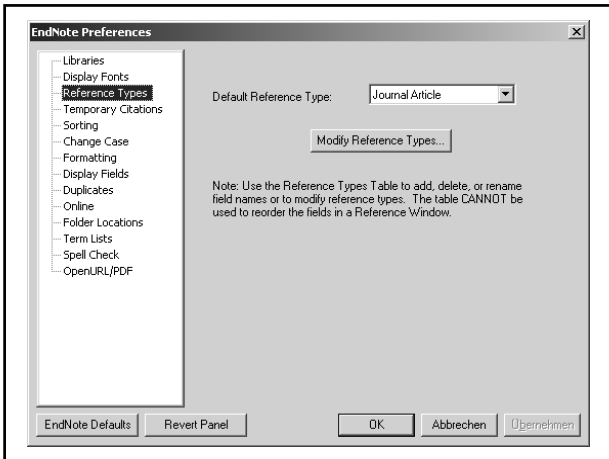 EndNote Preferences
Libraries
Display Fonts
Reference Types
Temporary Citations
Sorting
Change Case
Formatting
Display Fields
Duplicates
Online
Folder Locations
Term Lists
Spell Check
OpenURL/PDF
Default Reference Type:
Journal Article
Modify Reference Types...
Note: Use the Reference Types Table to add, delete, or rename
field names or to modify reference types. The table CANNOT be
used to reorder the fields in a Reference Window.
EndNote Defaults
Revert Panel
OK
Abbrechen
Übernehmen